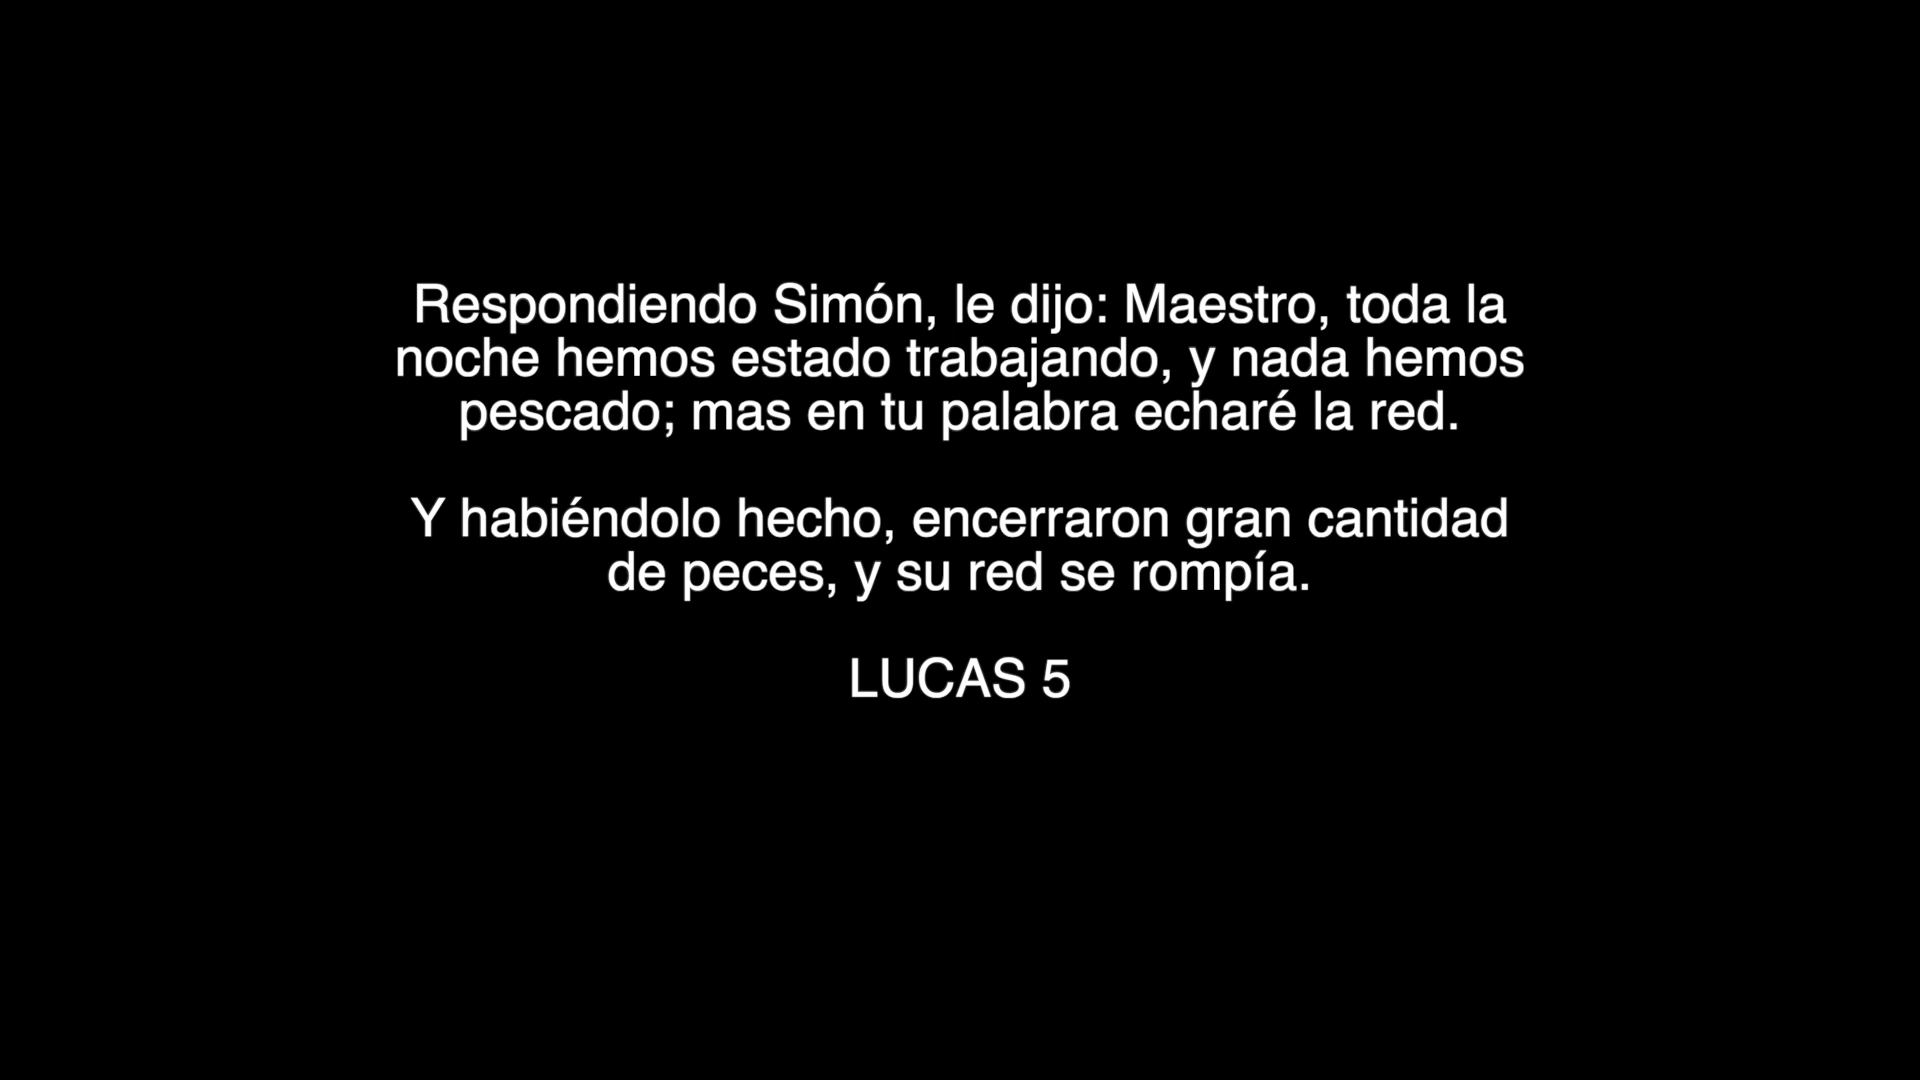 Respondiendo Simón, le dijo: Maestro, toda la
noche hemos estado trabajando, y nada hemos
pescado; mas en tu palabra echaré la red.
Y habiéndolo hecho, encerraron gran cantidad
de peces, y su red se rompía.
LUCAS 5